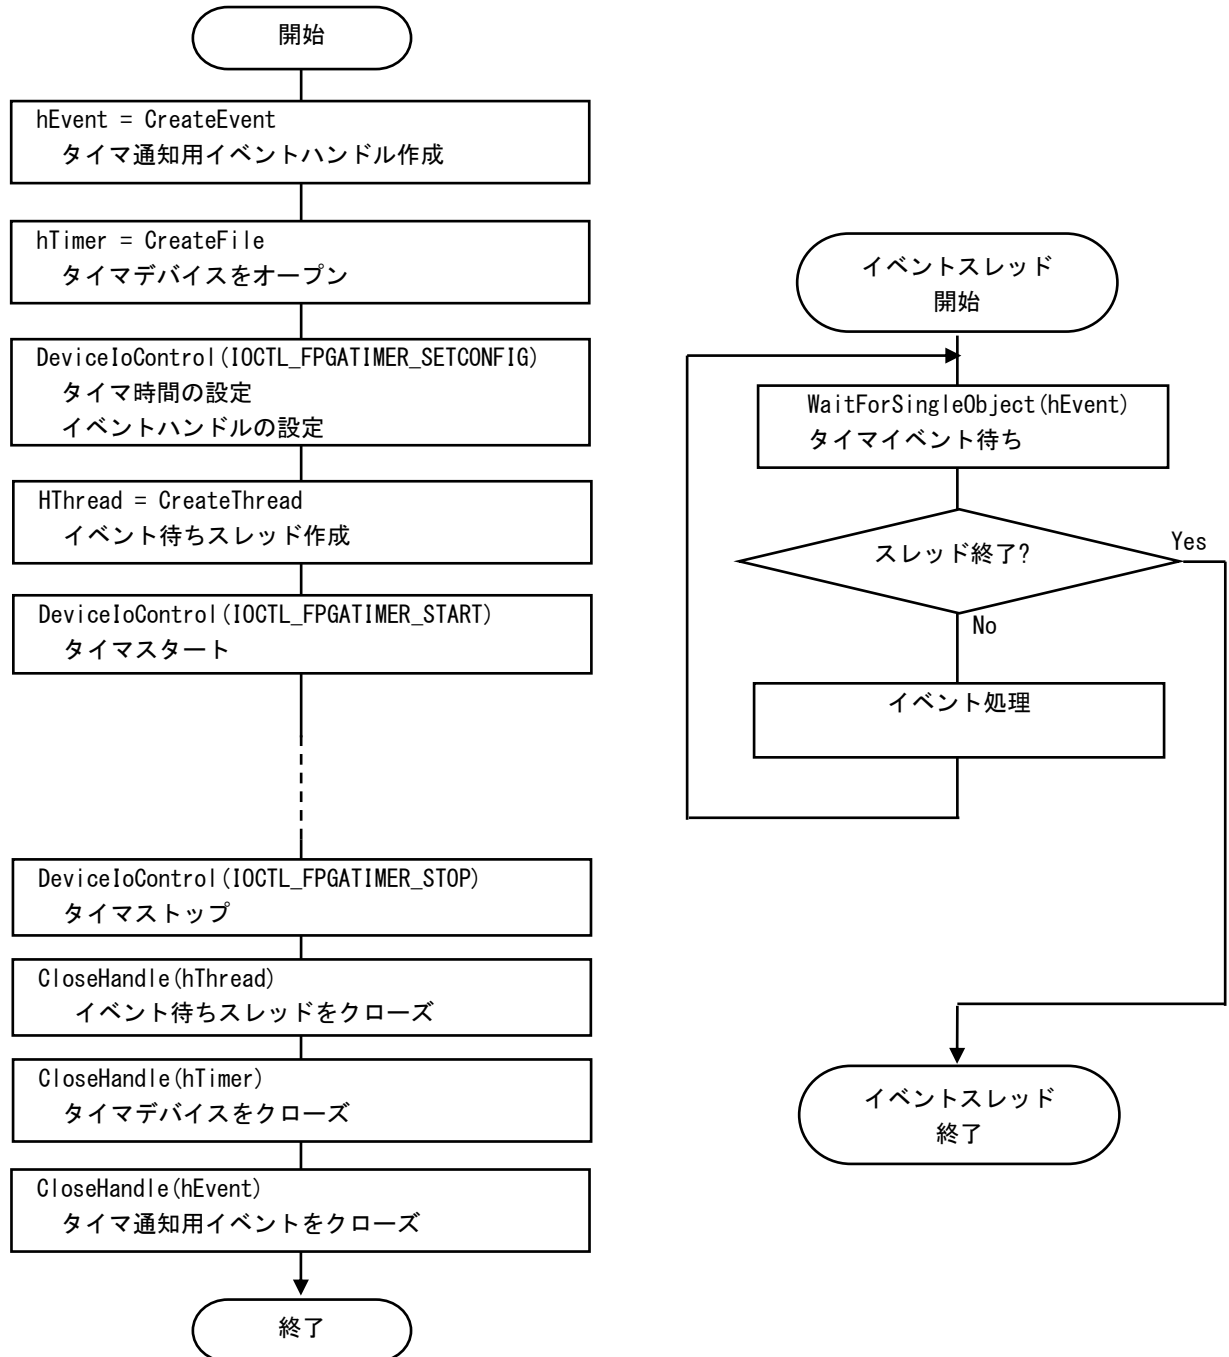 開始
hEvent = CreateEvent
タイマ通知用イベントハンドル作成
hTimer = CreateFile
タイマデバイスをオープン
DeviceIoControl(IOCTL_FPGATIMER_SETCONFIG)
タイマ時間の設定
イベントハンドルの設定
HThread = CreateThread
イベント待ちスレッド作成
DeviceIoControl(IOCTL_FPGATIMER_START)
タイマスタート
DeviceIoControl(IOCTL_FPGATIMER_STOP)
タイマストップ
CloseHandle(hThread)
イベント待ちスレッドをクローズ
CloseHandle(hTimer)
タイマデバイスをクローズ
CloseHandle(hEvent)
タイマ通知用イベントをクローズ
終了
イベントスレッド
開始
WaitForSingleObject(hEvent)
タイマイベント待ち
スレッド終了?
Yes
No
イベント処理
イベントスレッド
終了